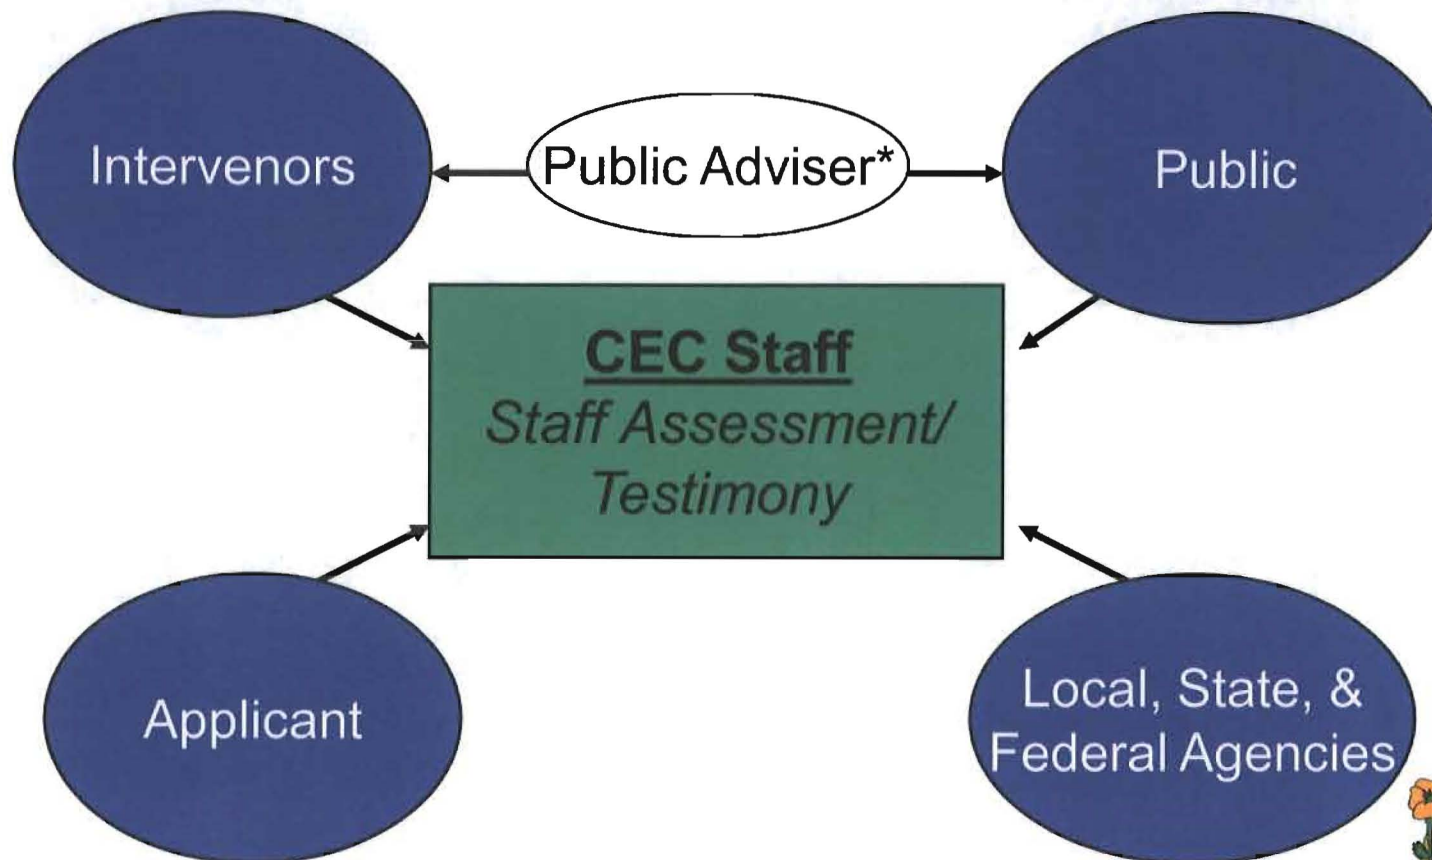 Intervenors
Public Adviser*
Public
CEC Staff
Staff Assessment/
Testimony
Applicant
Local, State, &
Federal Agencies